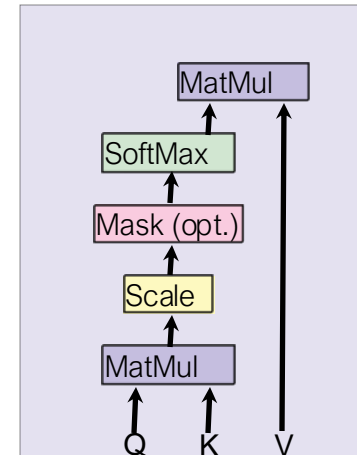 MatMul
SoftMax
Mask (opt.)
Scale
MatMul
Q K V